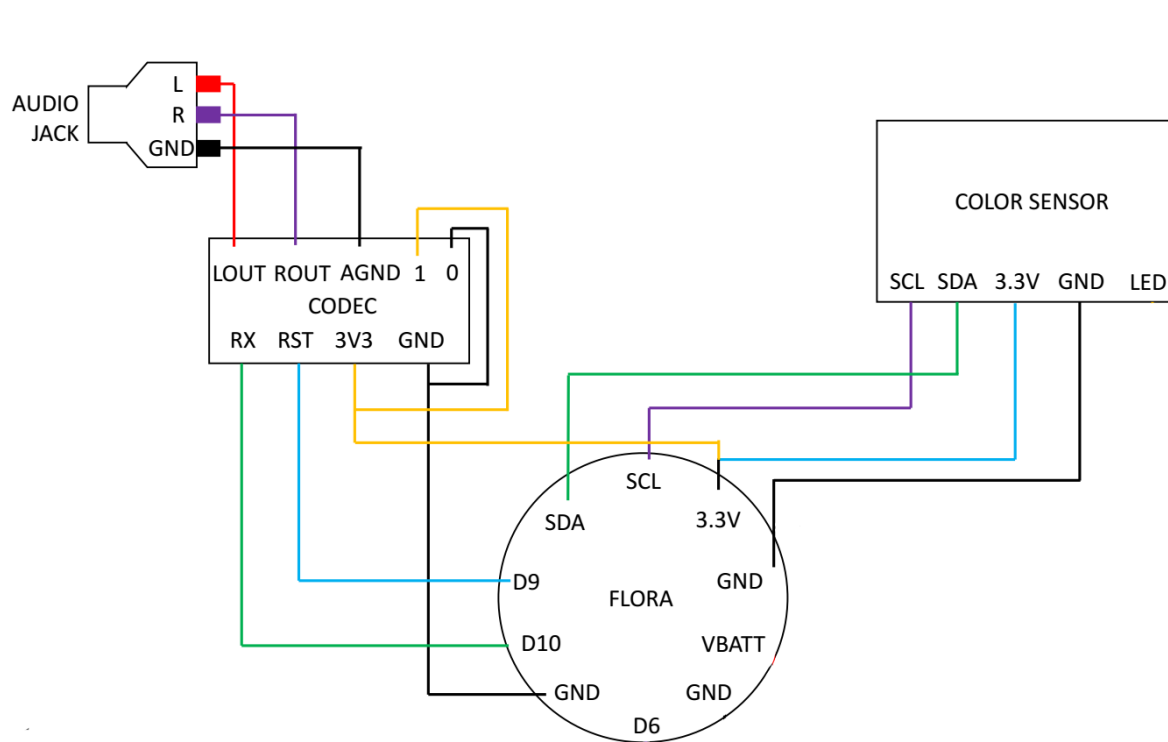 AUDIO
JACK
L
R
GND
LOUT ROUT AGND 1 0
CODEC
RX RST 3V3 GND
COLOR SENSOR
SCL SDA 3.3V GND LED
SCL
SDA
3.3V
D9
GND
FLORA
D10
VBATT
GND
GND
D6